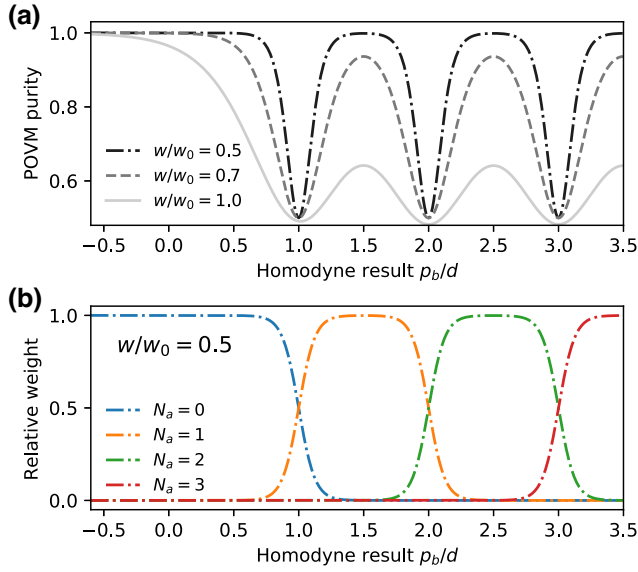 (a)
1.0
0.8
0.6
POVM purity
w/w₀ = 0.5
w/w₀ = 0.7
w/w₀ = 1.0
−0.5 0.0 0.5 1.0 1.5 2.0 2.5 3.0 3.5
Homodyne result p_b/d
(b)
1.0
0.5
0.0
Relative weight
w/w₀ = 0.5
N_a = 0
N_a = 1
N_a = 2
N_a = 3
−0.5 0.0 0.5 1.0 1.5 2.0 2.5 3.0 3.5
Homodyne result p_b/d